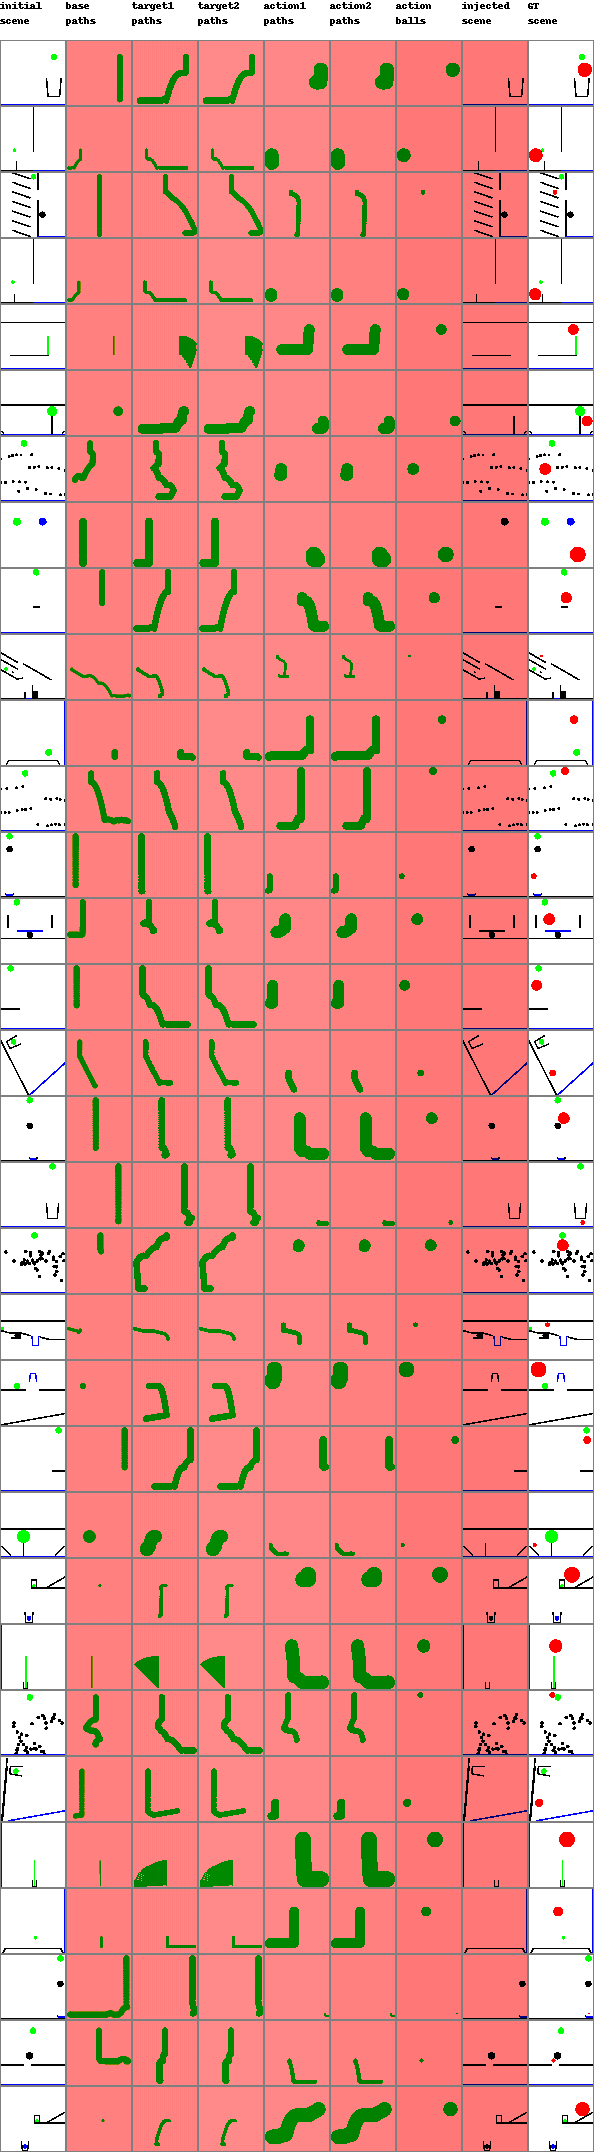 initial base target1 target2 action1 action2 action injected GT
scene paths paths paths paths paths balls scene scene